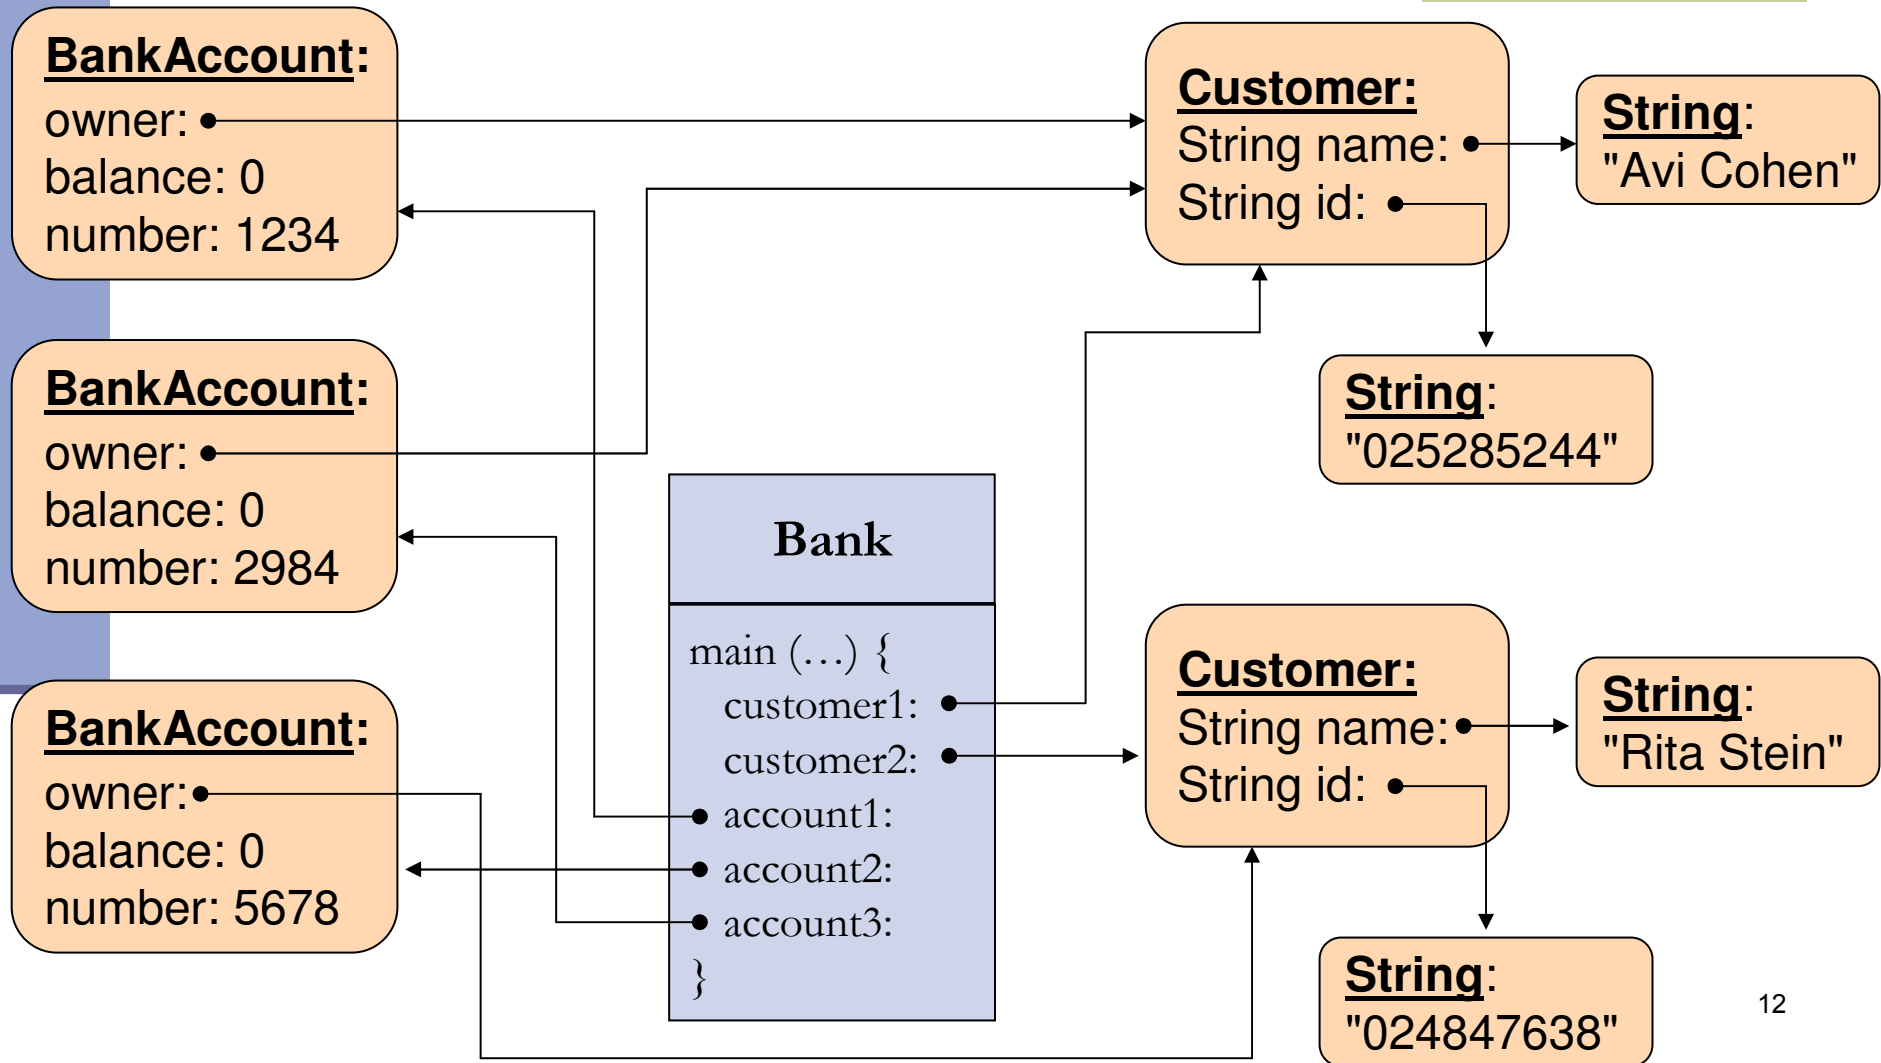 BankAccount:
owner:
balance: 0
number: 1234
BankAccount:
owner:
balance: 0
number: 2984
BankAccount:
owner:
balance: 0
number: 5678
Bank
main (…) {
customer1:
customer2:
account1:
account2:
account3:
}
Customer:
String name:
String id:
String:
"Avi Cohen"
String:
"025285244"
Customer:
String name:
String id:
String:
"Rita Stein"
String:
"024847638"
12